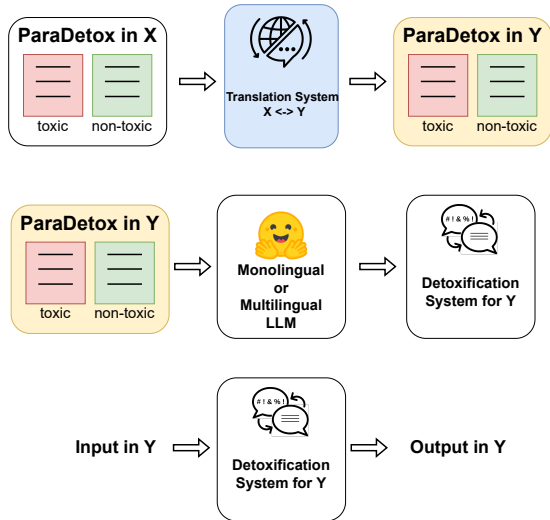 ParaDetox in X
toxic
non-toxic
Translation System
X <-> Y
ParaDetox in Y
toxic
non-toxic
ParaDetox in Y
toxic
non-toxic
Monolingual
or
Multilingual
LLM
#!&%!
Detoxification
System for Y
Input in Y
#!&%!
Detoxification
System for Y
Output in Y